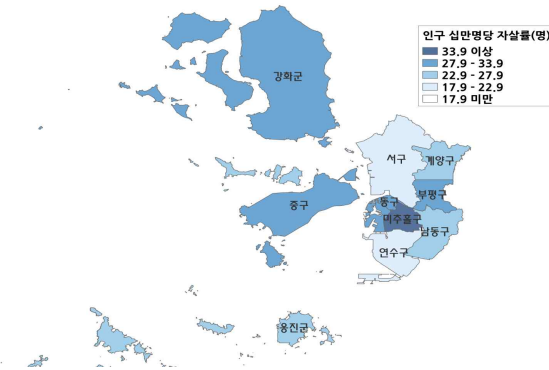 인구 십만명당 자살률(명)
33.9 이상
27.9 - 33.9
22.9 - 27.9
17.9 - 22.9
17.9 미만
강화군
서구
계양구
부평구
중구
동구
미추홀구
남동구
연수구
옹진군